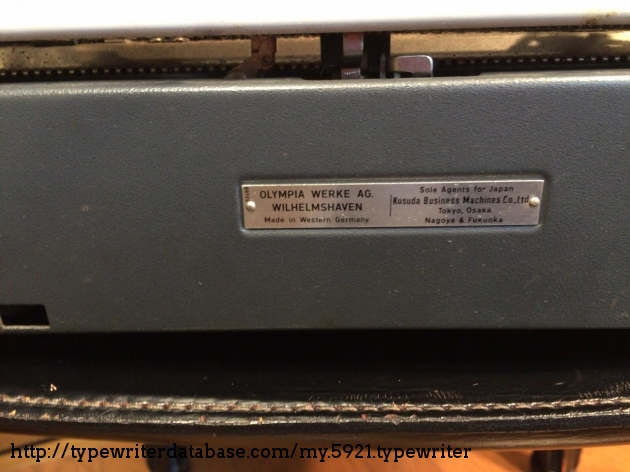 OLYMPIA WERKE AG.
WILHELMSHAVEN
Made in Western Germany
Sole Agents for Japan
Kusuda Business Machines Co., Ltd.
Tokyo, Osaka
Nagoya & Fukuoka
http://typewriterdatabase.com/my.5921.typewriter